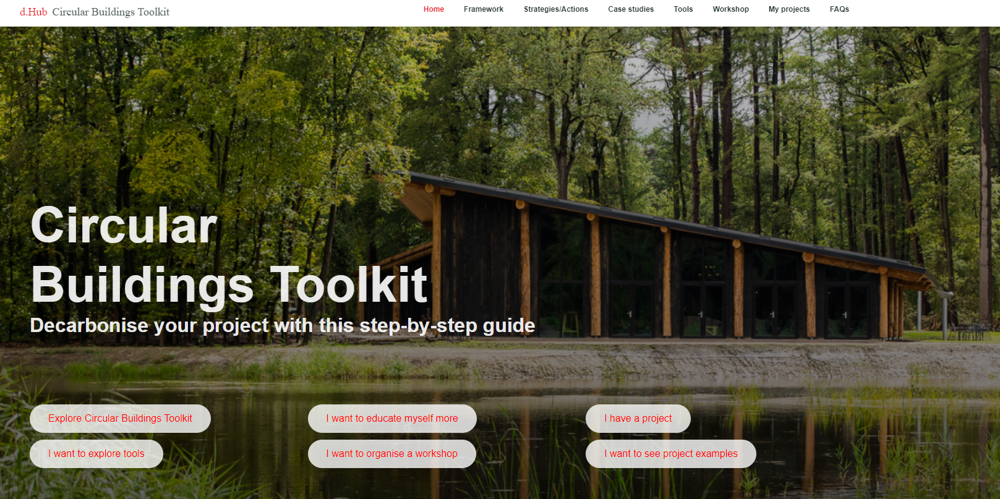 d.Hub Circular Buildings Toolkit
Home Framework Strategies/Actions Case studies Tools Workshop My projects FAQs
Circular
Buildings Toolkit
Decarbonise your project with this step-by-step guide
Explore Circular Buildings Toolkit I want to educate myself more I have a project
I want to explore tools I want to organise a workshop I want to see project examples